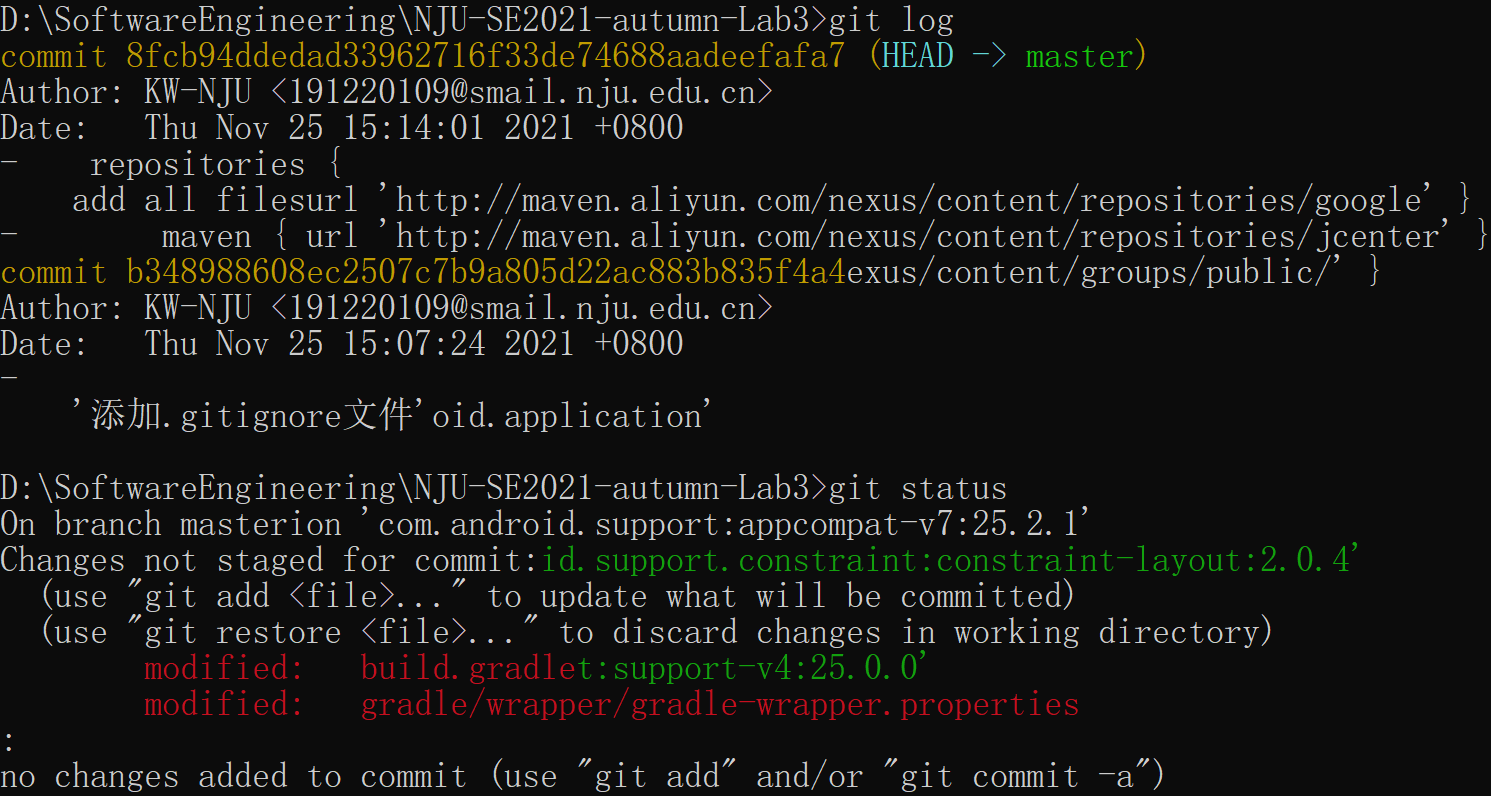 D:\SoftwareEngineering\NJU-SE2021-autumn-Lab3>git log
commit 8fcb94ddedad33962716f33de74688aadeefafa7 (HEAD -> master)
Author: KW-NJU <191220109@smail.nju.edu.cn>
Date:   Thu Nov 25 15:14:01 2021 +0800
-    repositories {
    add all filesurl 'http://maven.aliyun.com/nexus/content/repositories/google' }
-        maven { url 'http://maven.aliyun.com/nexus/content/repositories/jcenter' }
commit b348988608ec2507c7b9a805d22ac883b835f4a4exus/content/groups/public/' }
Author: KW-NJU <191220109@smail.nju.edu.cn>
Date:   Thu Nov 25 15:07:24 2021 +0800
-
    '添加.gitignore文件'oid.application'
D:\SoftwareEngineering\NJU-SE2021-autumn-Lab3>git status
On branch masterion 'com.android.support:appcompat-v7:25.2.1'
Changes not staged for commit:id.support.constraint:constraint-layout:2.0.4'
  (use "git add <file>..." to update what will be committed)
  (use "git restore <file>..." to discard changes in working directory)
        modified:   build.gradlet:support-v4:25.0.0'
        modified:   gradle/wrapper/gradle-wrapper.properties
:
no changes added to commit (use "git add" and/or "git commit -a")